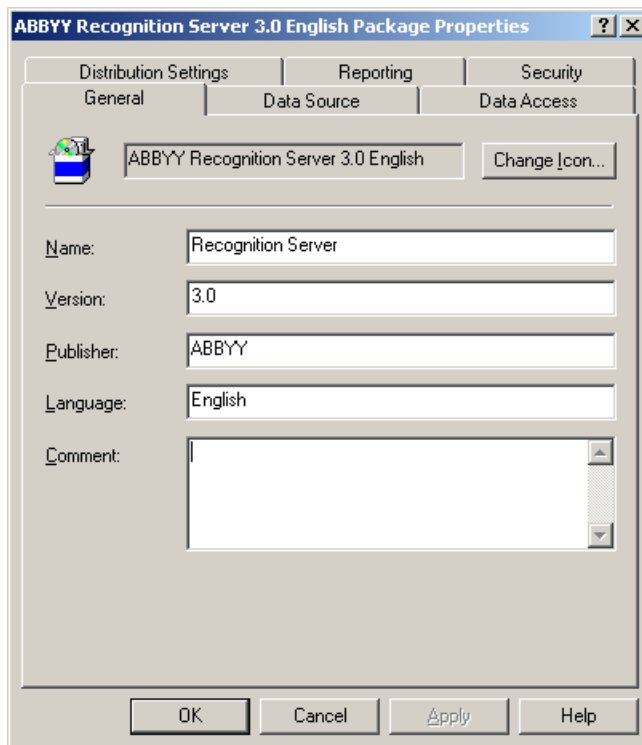 ABBYY Recognition Server 3.0 English Package Properties
Distribution Settings Reporting Security
General Data Source Data Access
ABBYY Recognition Server 3.0 English Change Icon...
Name: Recognition Server
Version: 3.0
Publisher: ABBYY
Language: English
Comment:
OK Cancel Apply Help